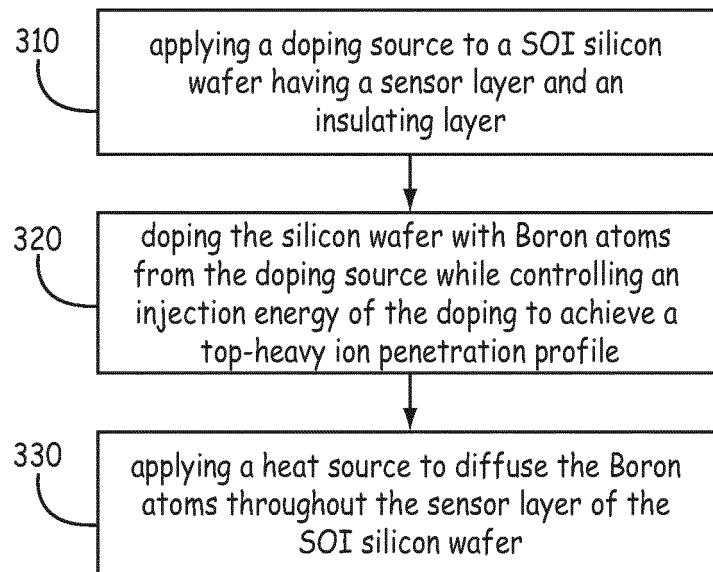 310
applying a doping source to a SOI silicon
wafer having a sensor layer and an
insulating layer
320
doping the silicon wafer with Boron atoms
from the doping source while controlling an
injection energy of the doping to achieve a
top-heavy ion penetration profile
330
applying a heat source to diffuse the Boron
atoms throughout the sensor layer of the
SOI silicon wafer